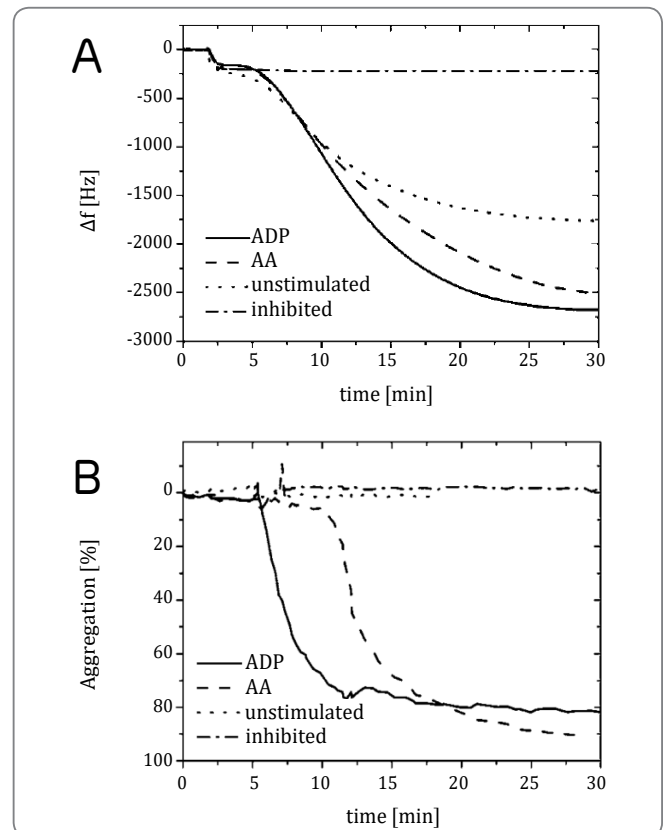 A
0
-500
-1000
-1500
-2000
-2500
-3000
Δf [Hz]
ADP
AA
unstimulated
inhibited
0 5 10 15 20 25 30
time [min]
B
0
20
40
60
80
100
Aggregation [%]
ADP
AA
unstimulated
inhibited
0 5 10 15 20 25 30
time [min]